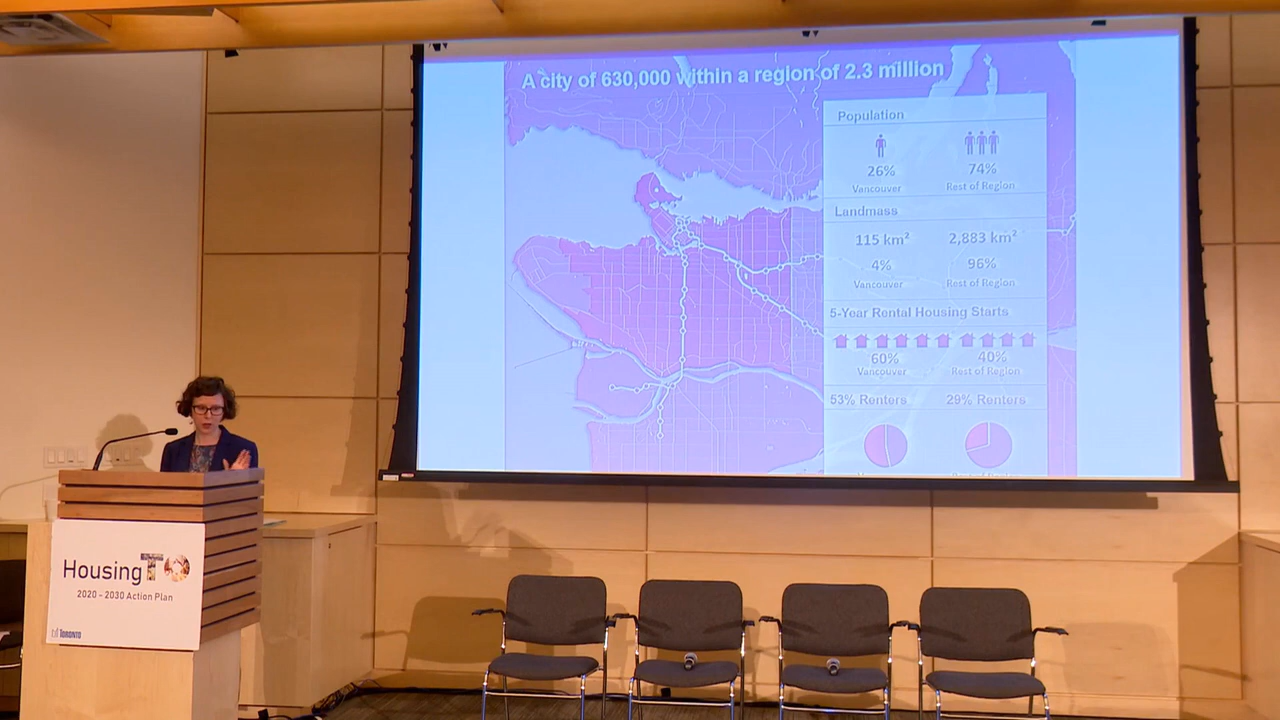 A city of 630,000 within a region of 2.3 million
Population
26% 74%
Vancouver Rest of Region
Landmass
115 km² 2,883 km²
4% 96%
Vancouver Rest of Region
5-Year Rental Housing Starts
60% 40%
Vancouver Rest of Region
53% Renters 29% Renters
HousingTO
2020 - 2030 Action Plan
TORONTO